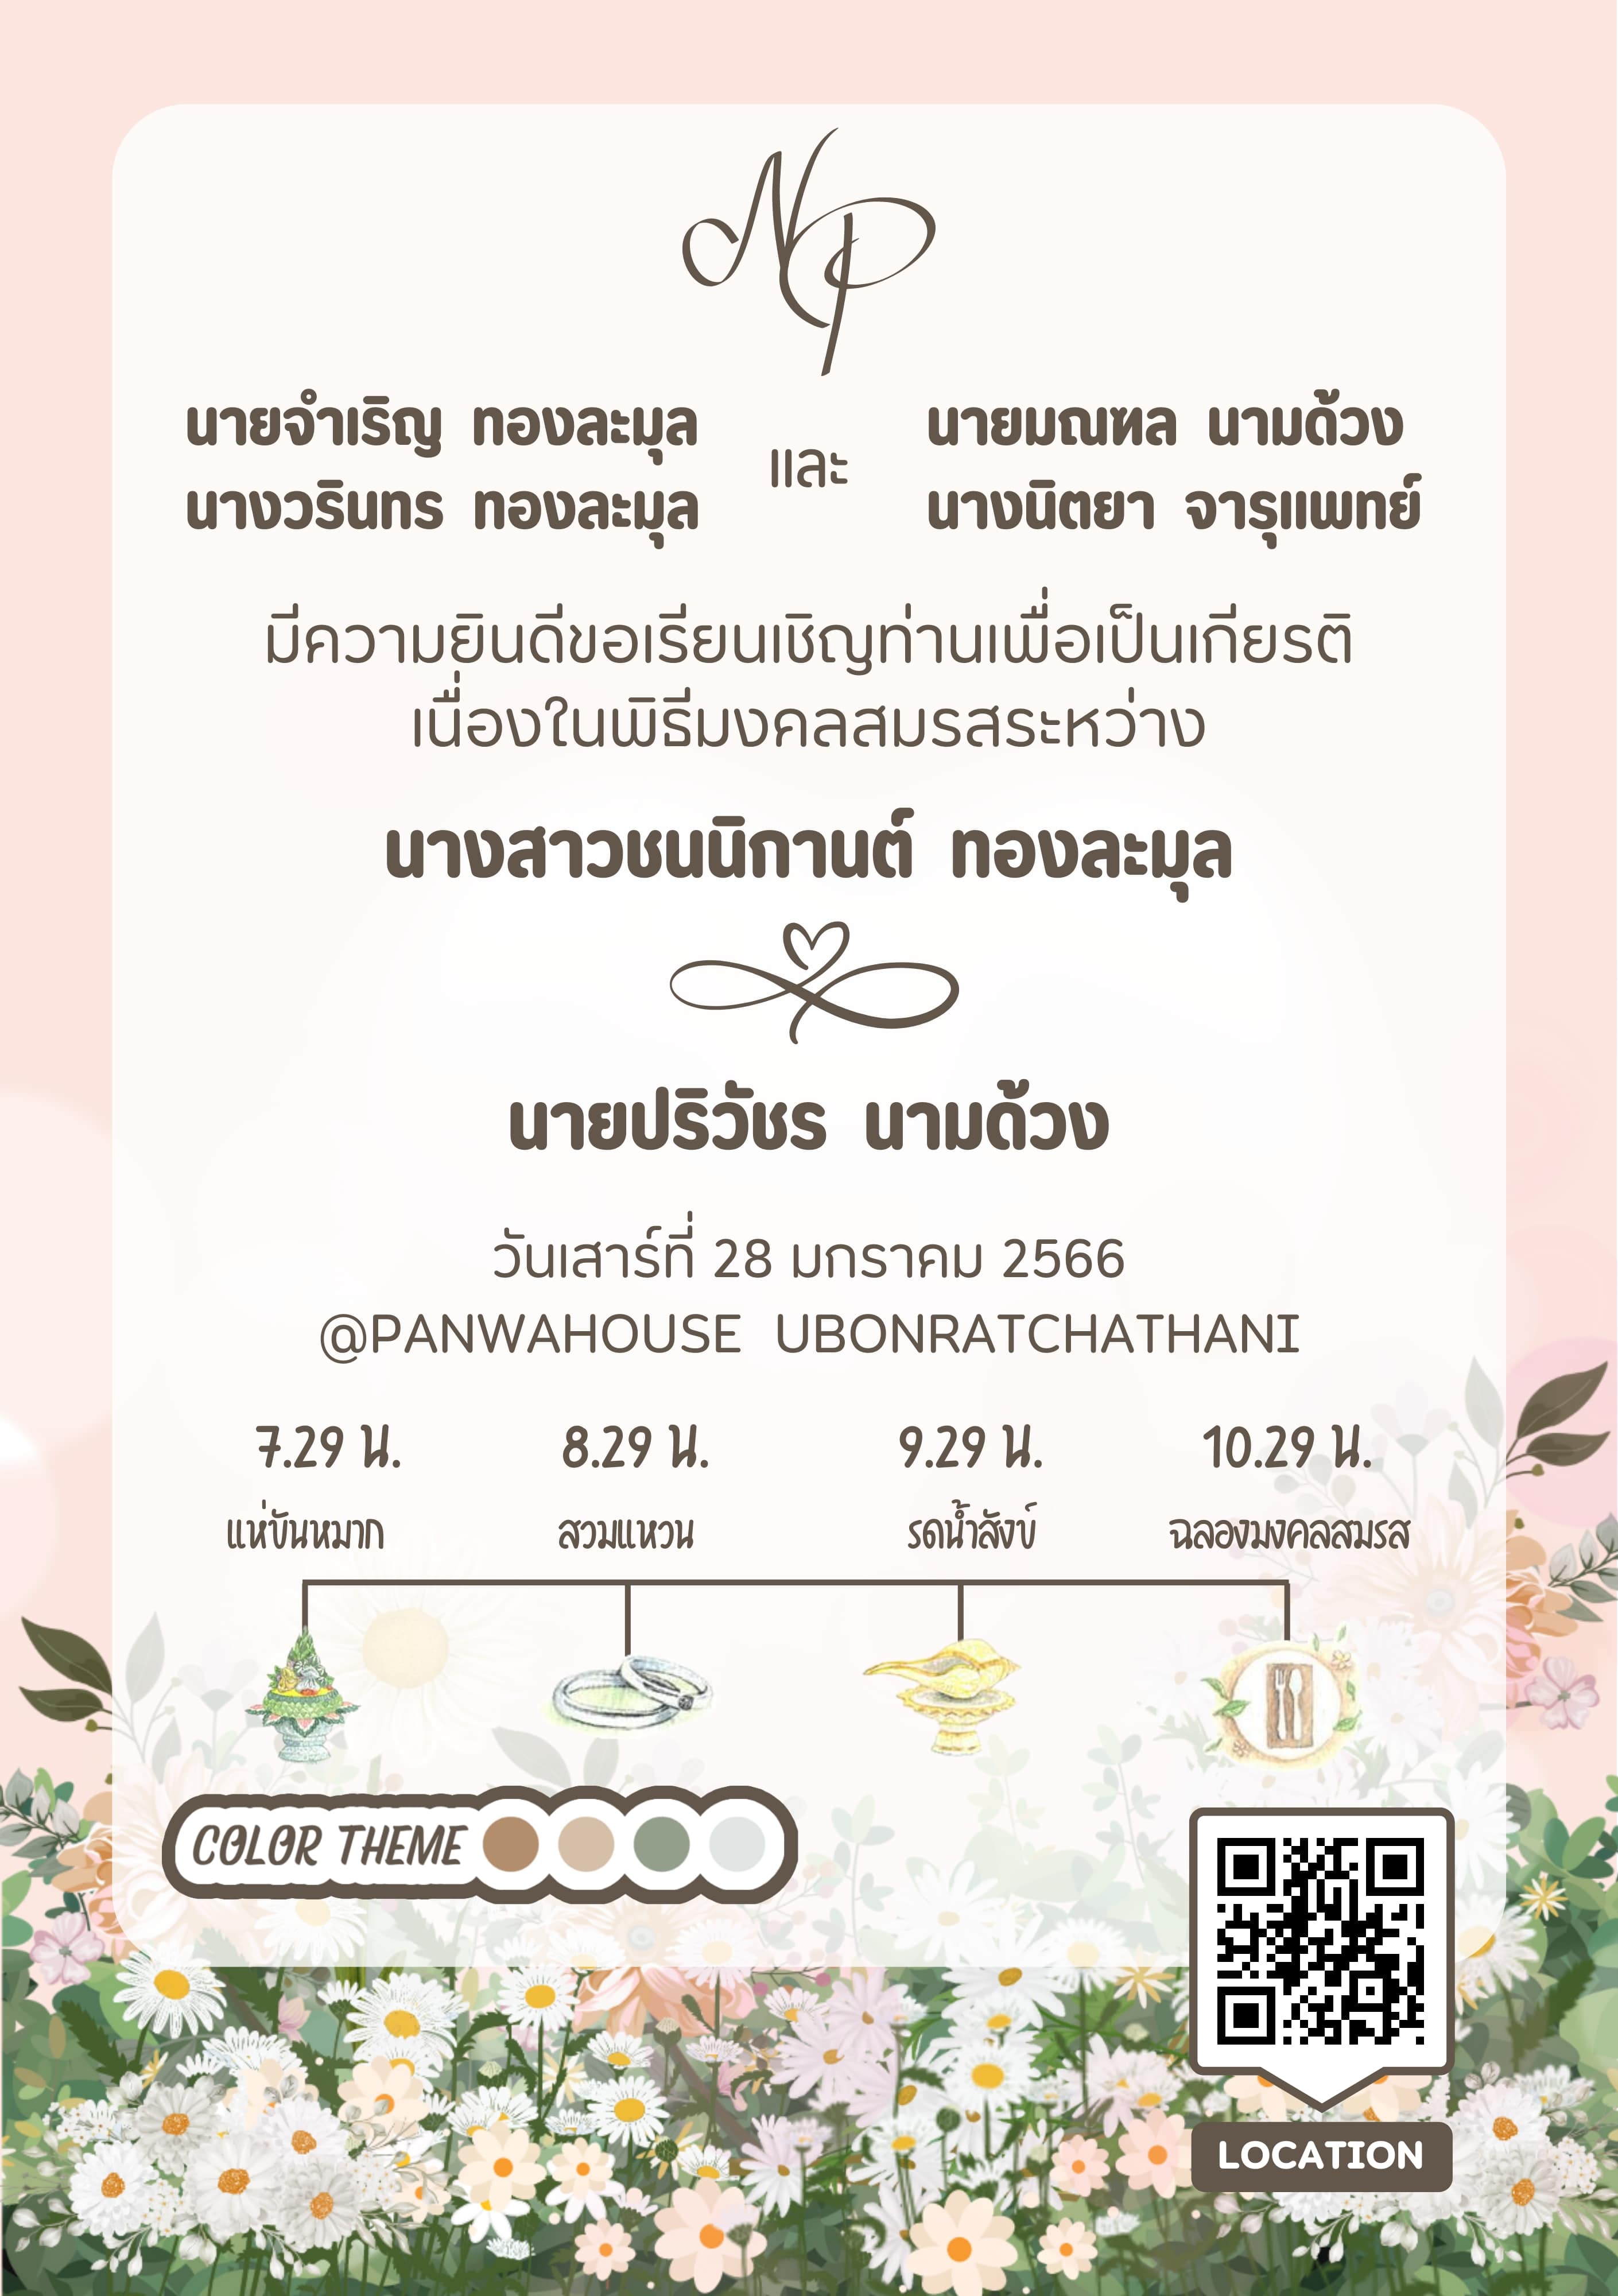 NP
นายจำเริญ ทองละมุล
นางวรินทร ทองละมุล
และ
นายมณฑล นามด้วง
นางนิตยา จารุแพทย์
มีความยินดีขอเรียนเชิญท่านเพื่อเป็นเกียรติ
เนื่องในพิธีมงคลสมรสระหว่าง
นางสาวชนนิกานต์ ทองละมุล
นายปริวัชร นามด้วง
วันเสาร์ที่ 28 มกราคม 2566
@PANWAHOUSE UBONRATCHATHANI
7.29 น. 8.29 น. 9.29 น. 10.29 น.
แห่ขันหมาก สวมแหวน รดน้ำสังข์ ฉลองมงคลสมรส
COLOR THEME
LOCATION